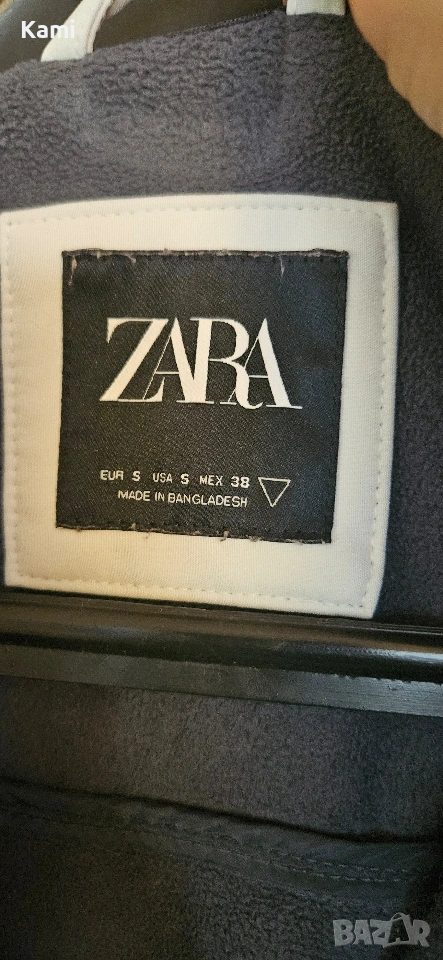 Kami
ZARA
EUR S USA S MEX 38
MADE IN BANGLADESH
BAZAR